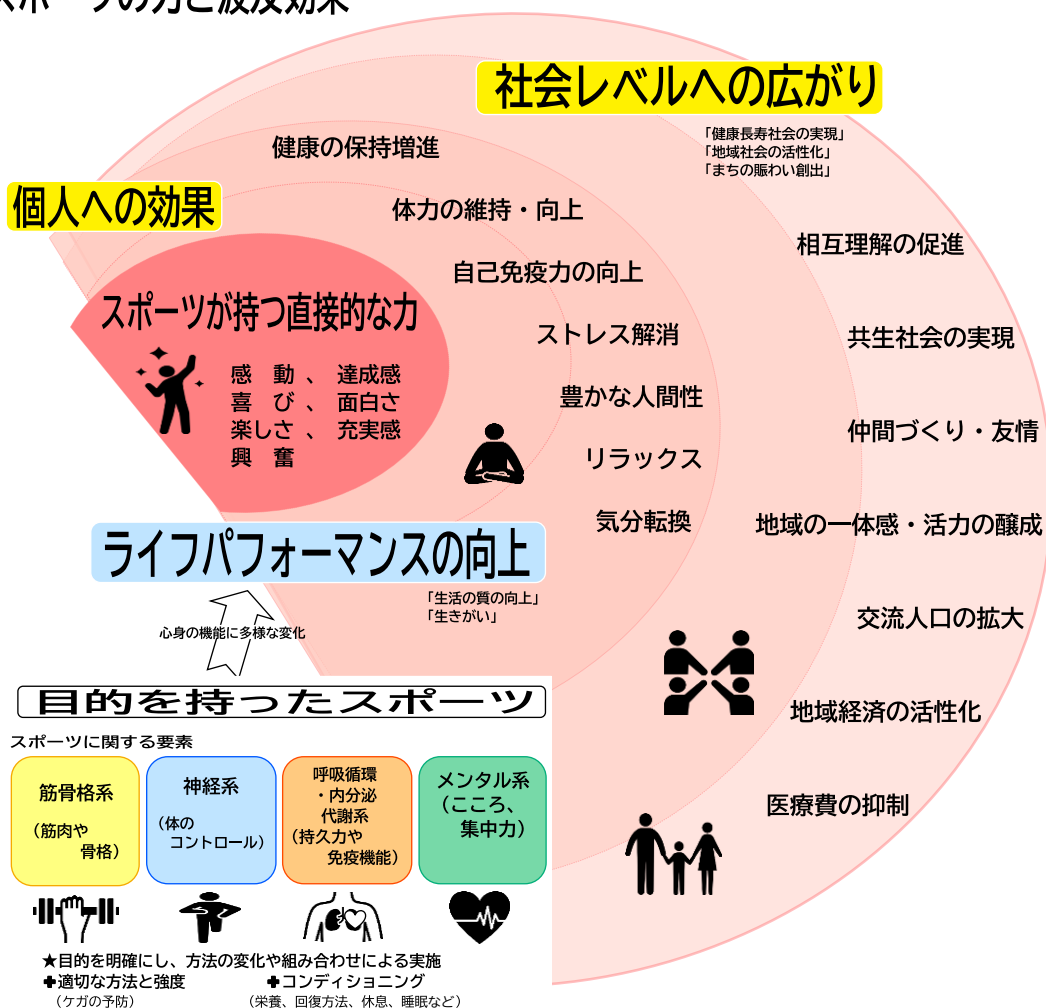 スポーツの力と波及効果
社会レベルへの広がり
「健康長寿社会の実現」
「地域社会の活性化」
「まちの賑わい創出」
健康の保持増進
個人への効果
体力の維持・向上
相互理解の促進
自己免疫力の向上
スポーツが持つ直接的な力
ストレス解消
共生社会の実現
感　動 、 達成感
喜　び 、 面白さ
楽しさ 、 充実感
興　奮
豊かな人間性
仲間づくり・友情
リラックス
気分転換
地域の一体感・活力の醸成
ライフパフォーマンスの向上
「生活の質の向上」
「生きがい」
心身の機能に多様な変化
交流人口の拡大
目的を持ったスポーツ
地域経済の活性化
スポーツに関する要素
筋骨格系
（筋肉や
骨格）
神経系
（体の
コントロール）
呼吸循環
・内分泌
代謝系
（持久力や
免疫機能）
メンタル系
（こころ、
集中力）
医療費の抑制
★目的を明確にし、方法の変化や組み合わせによる実施
✚適切な方法と強度
（ケガの予防）
✚コンディショニング
（栄養、回復方法、休息、睡眠など）